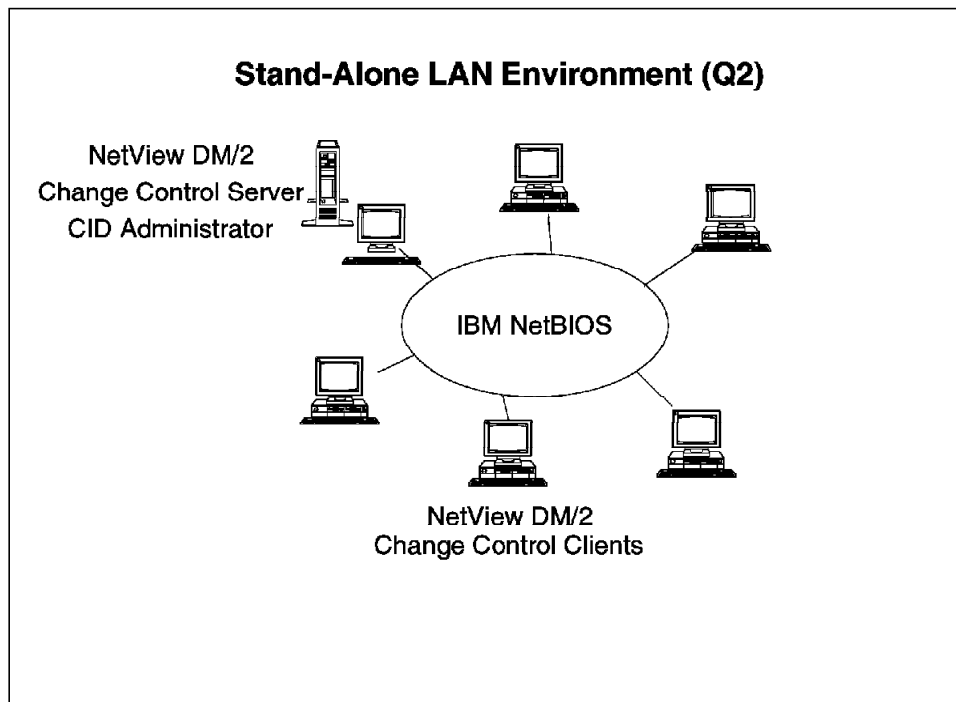 Stand-Alone LAN Environment (Q2)
NetView DM/2
Change Control Server
CID Administrator
IBM NetBIOS
NetView DM/2
Change Control Clients